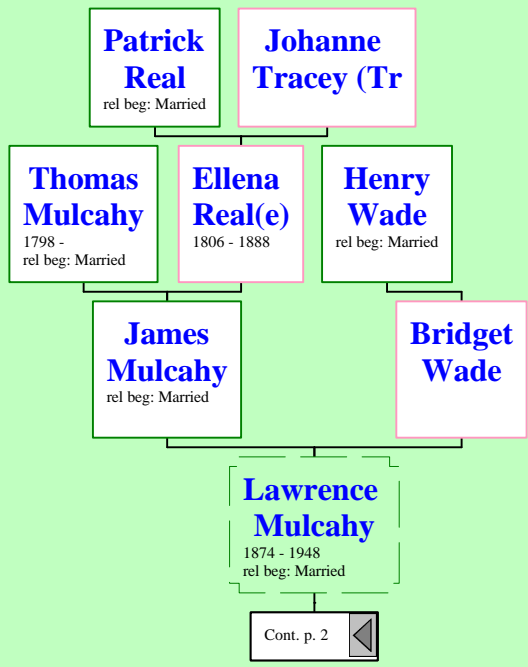 Patrick
Real
rel beg: Married
Johanne
Tracey (Tr
Thomas
Mulcahy
1798 -
rel beg: Married
Ellena
Real(e)
1806 - 1888
Henry
Wade
rel beg: Married
James
Mulcahy
rel beg: Married
Bridget
Wade
Lawrence
Mulcahy
1874 - 1948
rel beg: Married
Cont. p. 2